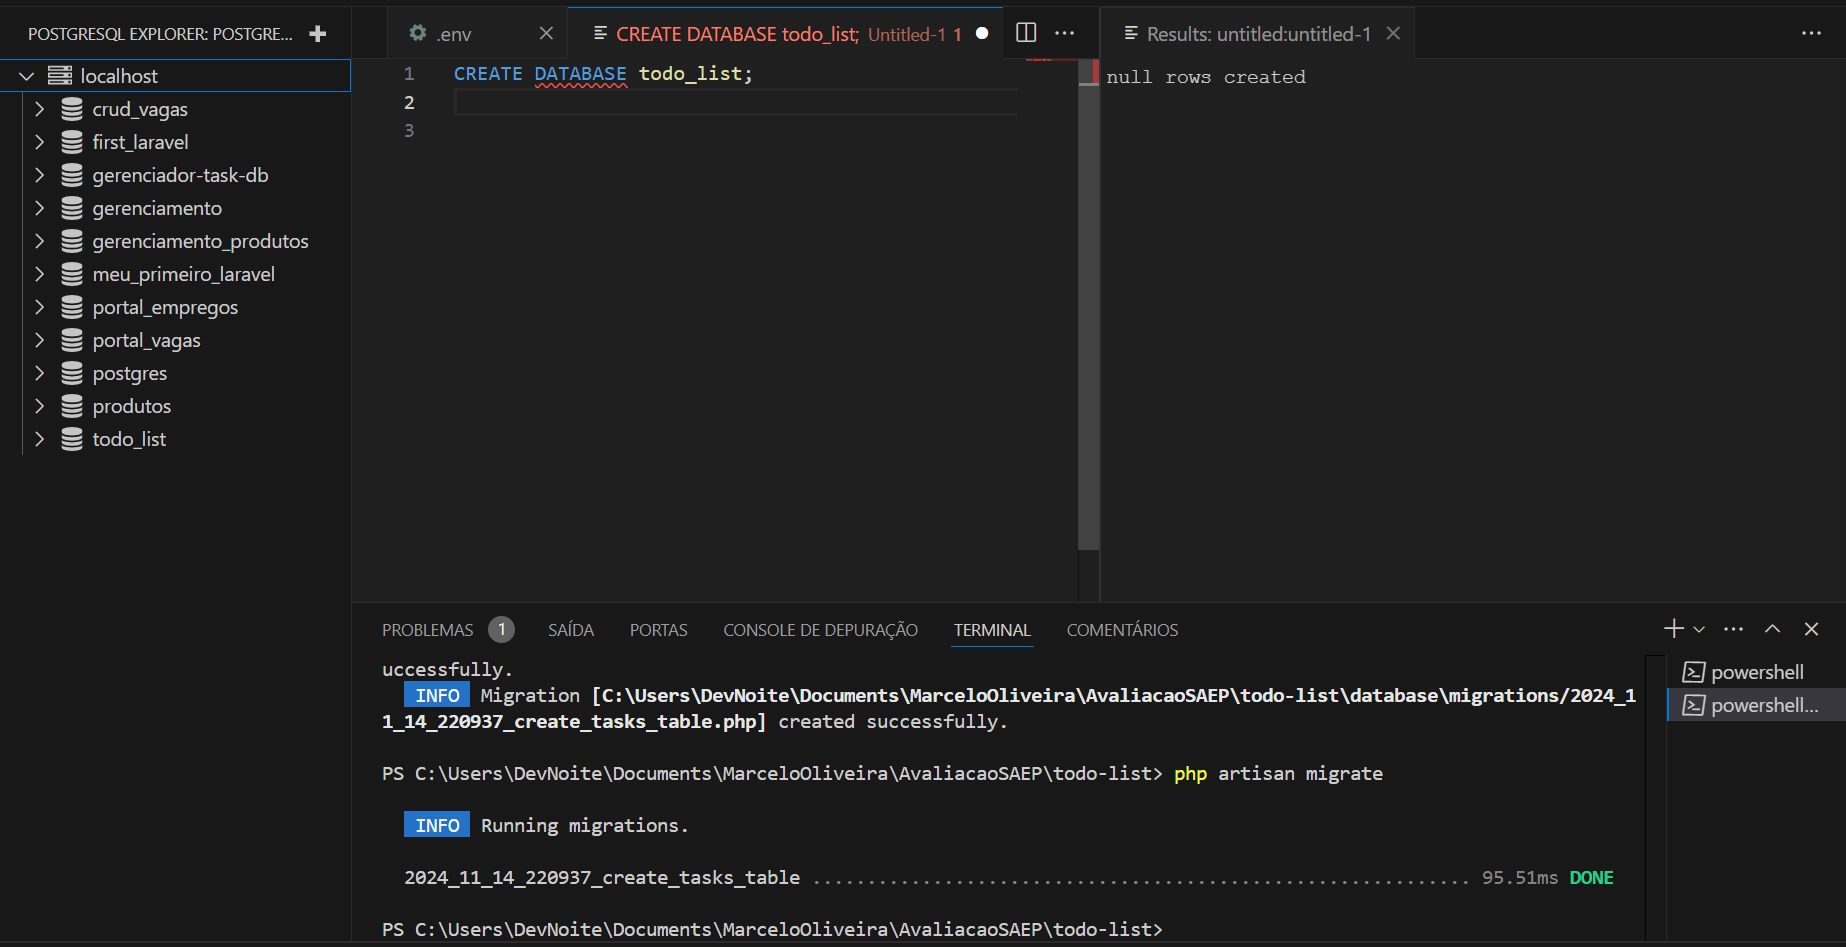 POSTGRESQL EXPLORER: POSTGRE...
localhost
crud_vagas
first_laravel
gerenciador-task-db
gerenciamento
gerenciamento_produtos
meu_primeiro_laravel
portal_empregos
portal_vagas
postgres
produtos
todo_list
.env
CREATE DATABASE todo_list; Untitled-1 1
1 CREATE DATABASE todo_list;
2
3
Results: untitled:untitled-1
null rows created
PROBLEMAS 1 SAÍDA PORTAS CONSOLE DE DEPURAÇÃO TERMINAL COMENTÁRIOS
uccessfully.
INFO Migration [C:\Users\DevNoite\Documents\MarceloOliveira\AvaliacaoSAEP\todo-list\database\migrations/2024_1
1_14_220937_create_tasks_table.php] created successfully.
PS C:\Users\DevNoite\Documents\MarceloOliveira\AvaliacaoSAEP\todo-list> php artisan migrate
INFO Running migrations.
2024_11_14_220937_create_tasks_table ............................................................ 95.51ms DONE
PS C:\Users\DevNoite\Documents\MarceloOliveira\AvaliacaoSAEP\todo-list>
powershell
powershell...